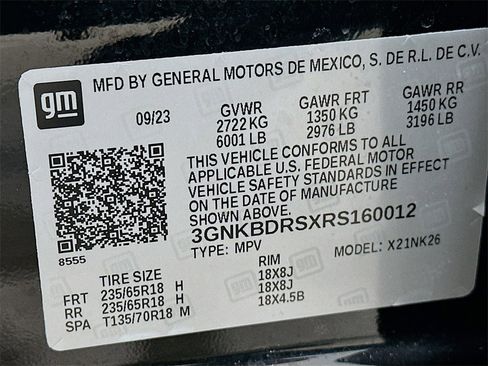 gm MFD BY GENERAL MOTORS DE MEXICO, S. DE R.L. DE C.V.
09/23 GVWR GAWR FRT GAWR RR
2722 KG 1350 KG 1450 KG
6001 LB 2976 LB 3196 LB
THIS VEHICLE CONFORMS TO ALL
APPLICABLE U.S. FEDERAL MOTOR
VEHICLE SAFETY STANDARDS IN EFFECT
ON THE DATE OF MANUFACTURE
SHOWN ABOVE.
3GNKBDRSXRS160012
8555 TYPE: MPV MODEL: X21NK26
TIRE SIZE RIM
FRT 235/65R18 H 18X8J
RR 235/65R18 H 18X8J
SPA T135/70R18 M 18X4.5B